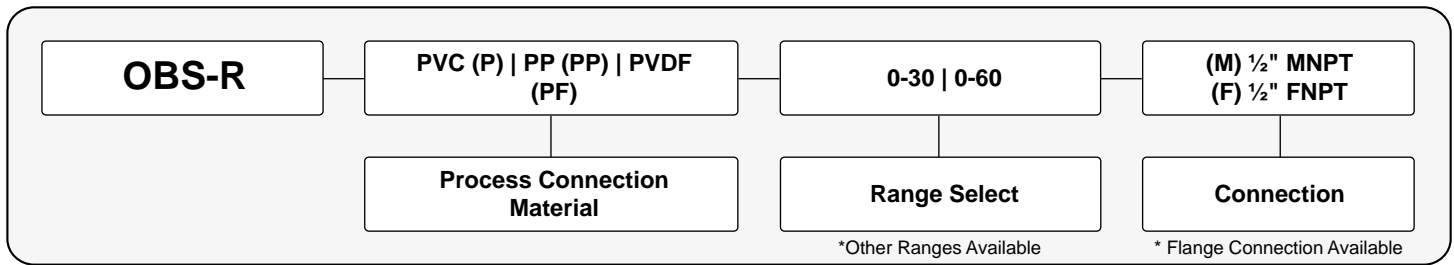 OBS-R
PVC (P) | PP (PP) | PVDF
(PF)
0-30 | 0-60
(M) ½" MNPT
(F) ½" FNPT
Process Connection
Material
Range Select
Connection
*Other Ranges Available
* Flange Connection Available